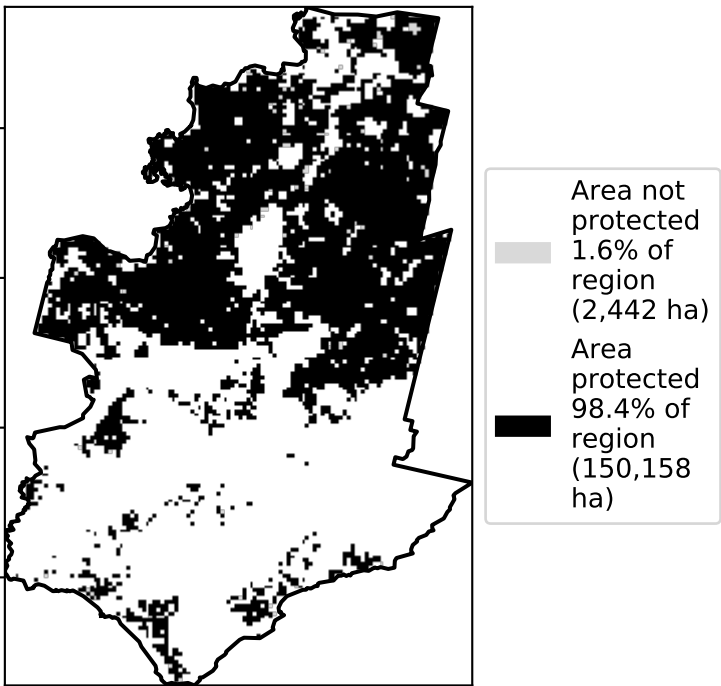 Area not
protected
1.6% of
region
(2,442 ha)
Area
protected
98.4% of
region
(150,158
ha)